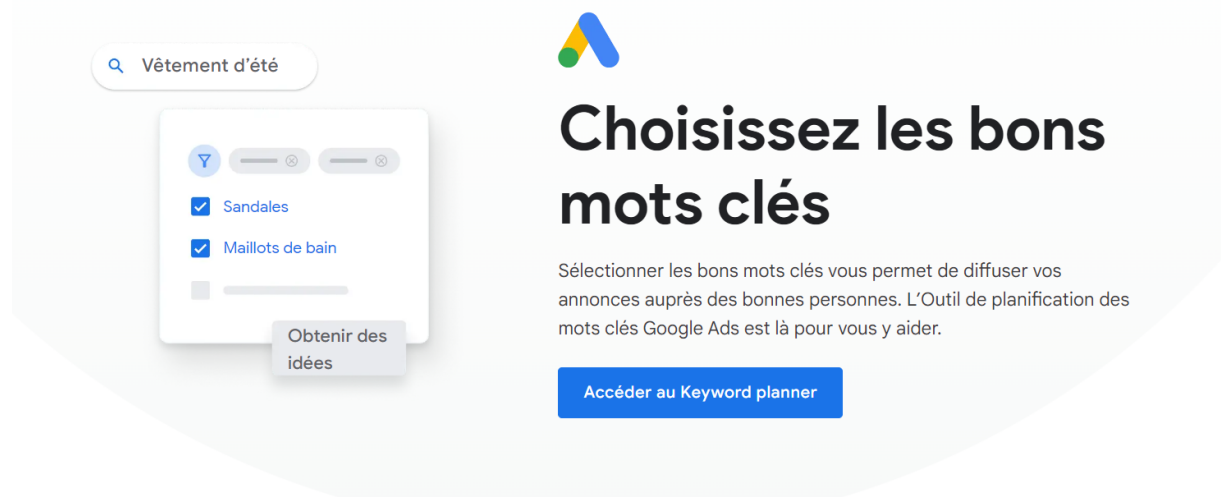 Vêtement d’été
Sandales
Maillots de bain
Obtenir des
idées
Choisissez les bons
mots clés
Sélectionner les bons mots clés vous permet de diffuser vos
annonces auprès des bonnes personnes. L’Outil de planification des
mots clés Google Ads est là pour vous y aider.
Accéder au Keyword planner